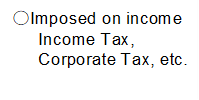 ○Imposed on income
Income Tax,
Corporate Tax, etc.